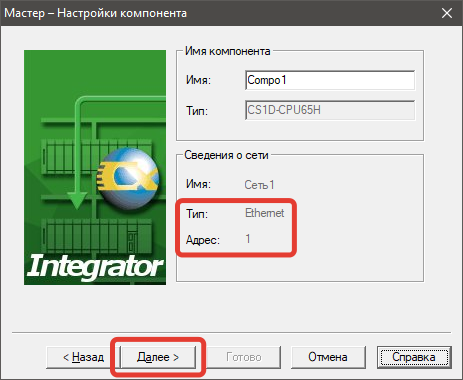 Мастер – Настройки компонента
Имя компонента
Имя: Compo1
Тип: CS1D-CPU65H
Сведения о сети
Имя: Сеть1
Тип: Ethernet
Адрес: 1
Cx
Integrator
< Назад Далее > Готово Отмена Справка